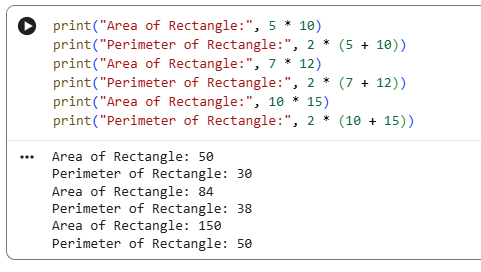 print("Area of Rectangle:", 5 * 10)
print("Perimeter of Rectangle:", 2 * (5 + 10))
print("Area of Rectangle:", 7 * 12)
print("Perimeter of Rectangle:", 2 * (7 + 12))
print("Area of Rectangle:", 10 * 15)
print("Perimeter of Rectangle:", 2 * (10 + 15))
Area of Rectangle: 50
Perimeter of Rectangle: 30
Area of Rectangle: 84
Perimeter of Rectangle: 38
Area of Rectangle: 150
Perimeter of Rectangle: 50